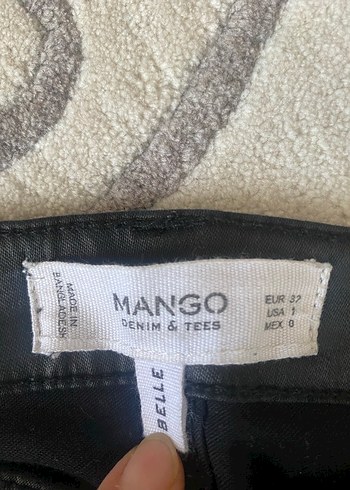 MADE IN
BANGLADESH
MANGO
DENIM & TEES
EUR 32
USA 1
MEX 0
BELLE